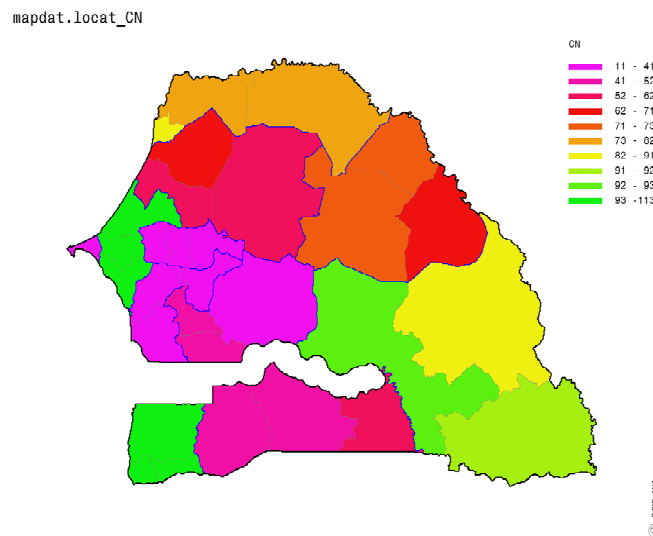 mapdat.locat_CN
CN
11 - 41
41 - 52
52 - 62
62 - 71
71 - 73
73 - 82
82 - 91
91 - 92
92 - 93
93 -113